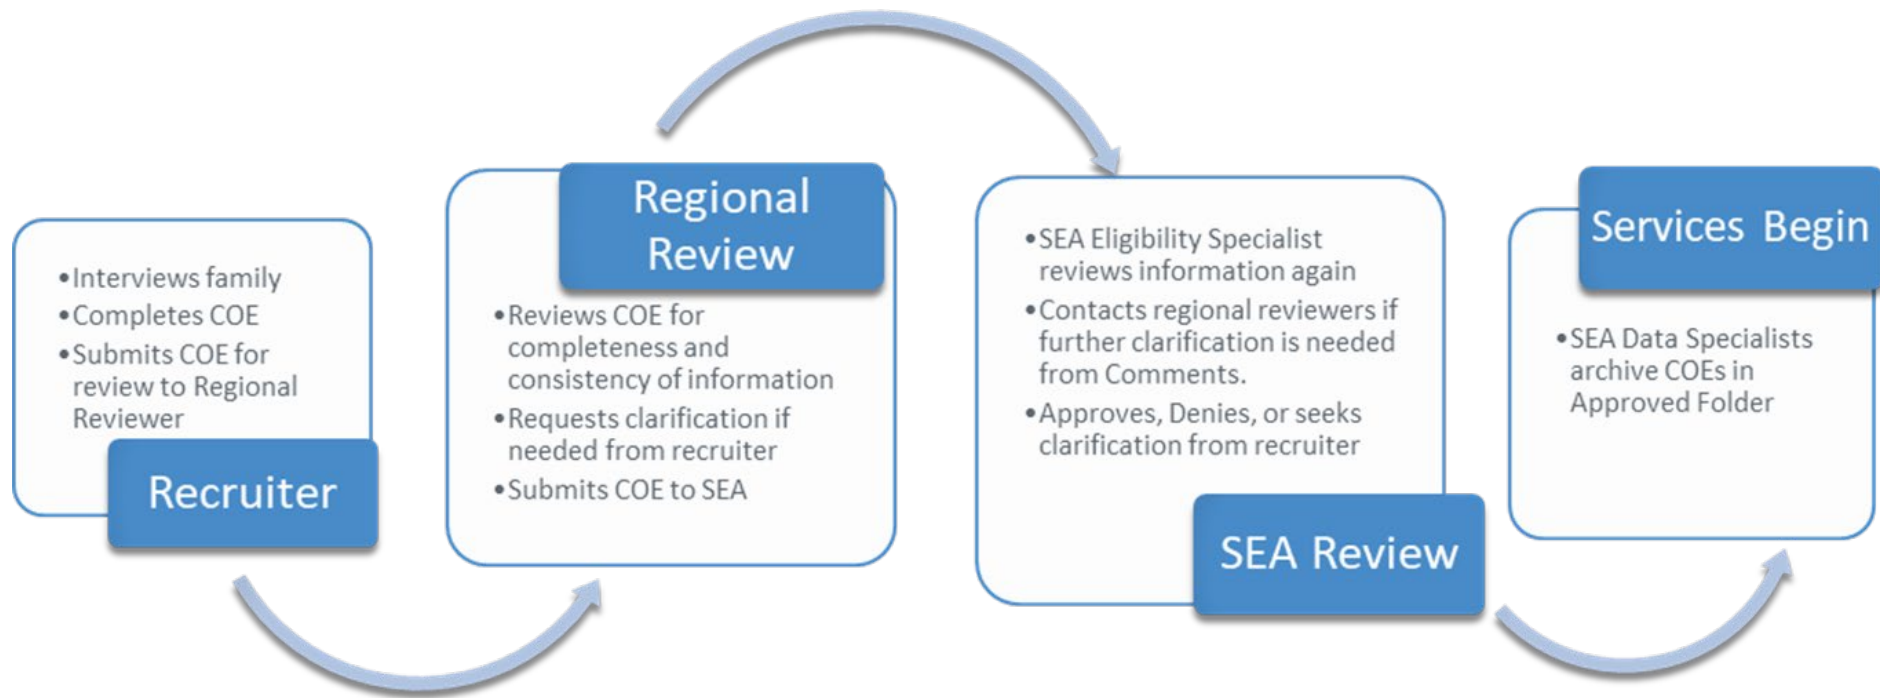 •Interviews family
•Completes COE
•Submits COE for
review to Regional
Reviewer
Recruiter
Regional
Review
•Reviews COE for
completeness and
consistency of information
•Requests clarification if
needed from recruiter
•Submits COE to SEA
•SEA Eligibility Specialist
reviews information again
•Contacts regional reviewers if
further clarification is needed
from Comments.
•Approves, Denies, or seeks
clarification from recruiter
SEA Review
Services Begin
•SEA Data Specialists
archive COEs in
Approved Folder